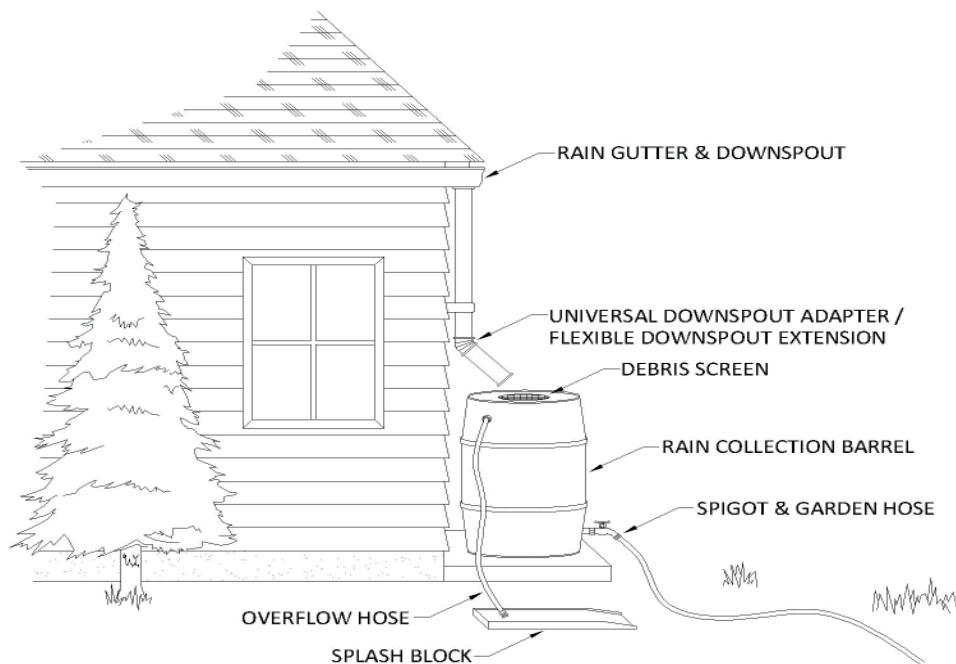 RAIN GUTTER & DOWNSPOUT
UNIVERSAL DOWNSPOUT ADAPTER /
FLEXIBLE DOWNSPOUT EXTENSION
DEBRIS SCREEN
RAIN COLLECTION BARREL
SPIGOT & GARDEN HOSE
OVERFLOW HOSE
SPLASH BLOCK